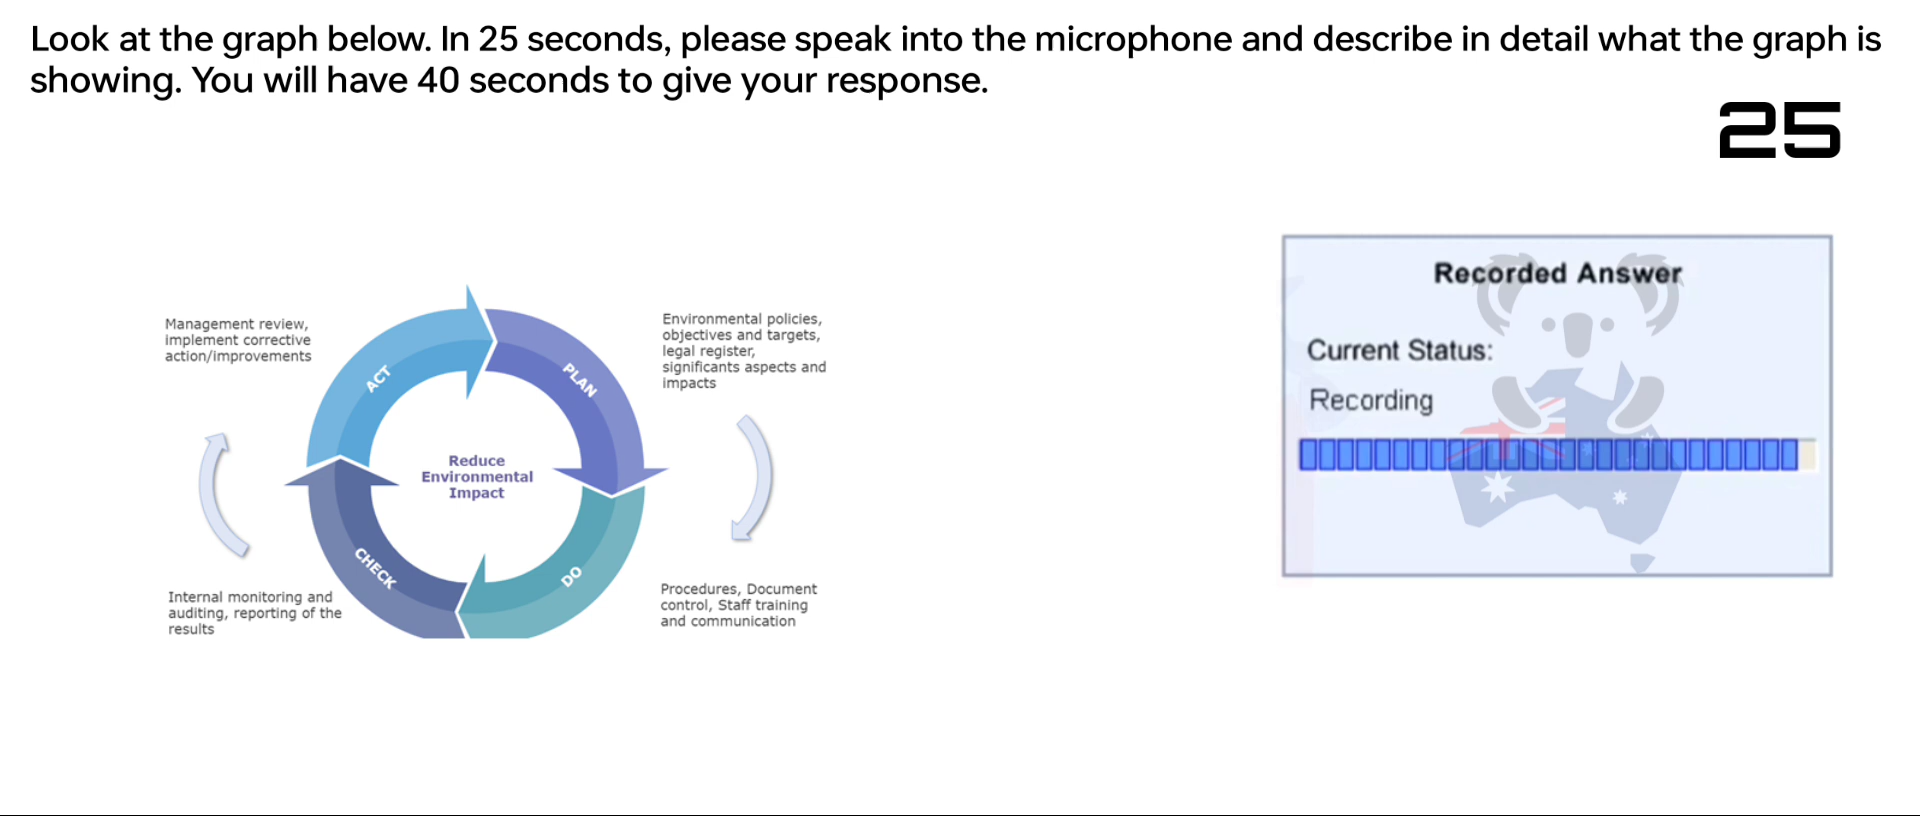 Look at the graph below. In 25 seconds, please speak into the microphone and describe in detail what the graph is
showing. You will have 40 seconds to give your response.
25
Management review,
implement corrective
action/improvements
Environmental policies,
objectives and targets,
legal register,
significants aspects and
impacts
ACT
PLAN
Reduce
Environmental
Impact
CHECK
DO
Internal monitoring and
auditing, reporting of the
results
Procedures, Document
control, Staff training
and communication
Recorded Answer
Current Status:
Recording